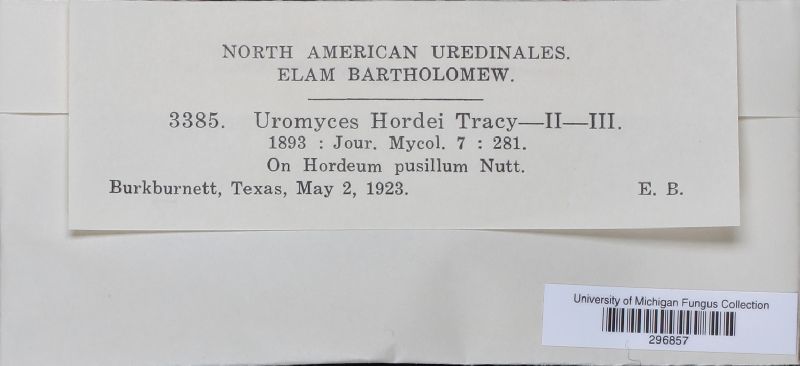 NORTH AMERICAN UREDINALES.
ELAM BARTHOLOMEW.
3385. Uromyces Hordei Tracy—II—III.
1893 : Jour. Mycol. 7 : 281.
On Hordeum pusillum Nutt.
Burkburnett, Texas, May 2, 1923. E. B.
University of Michigan Fungus Collection
296857